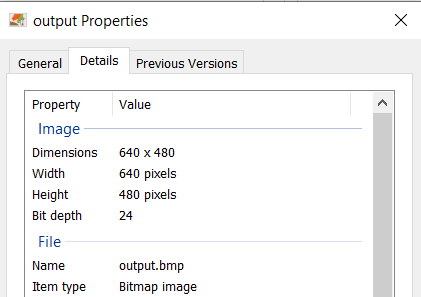 output Properties
General Details Previous Versions
Property Value
Image
Dimensions 640 x 480
Width 640 pixels
Height 480 pixels
Bit depth 24
File
Name output.bmp
Item type Bitmap image